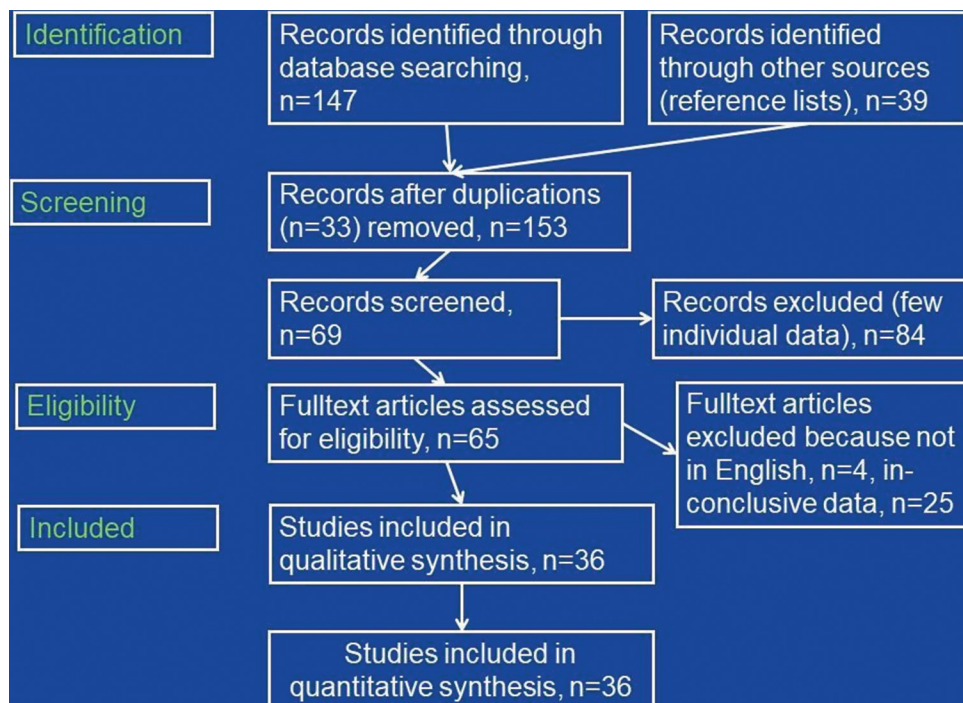 Identification
Records identified through
database searching,
n=147
Records identified
through other sources
(reference lists), n=39
Screening
Records after duplications
(n=33) removed, n=153
Records screened,
n=69
Records excluded (few
individual data), n=84
Eligibility
Fulltext articles assessed
for eligibility, n=65
Fulltext articles
excluded because not
in English, n=4, in-
conclusive data, n=25
Included
Studies included in
qualitative synthesis, n=36
Studies included in
quantitative synthesis, n=36